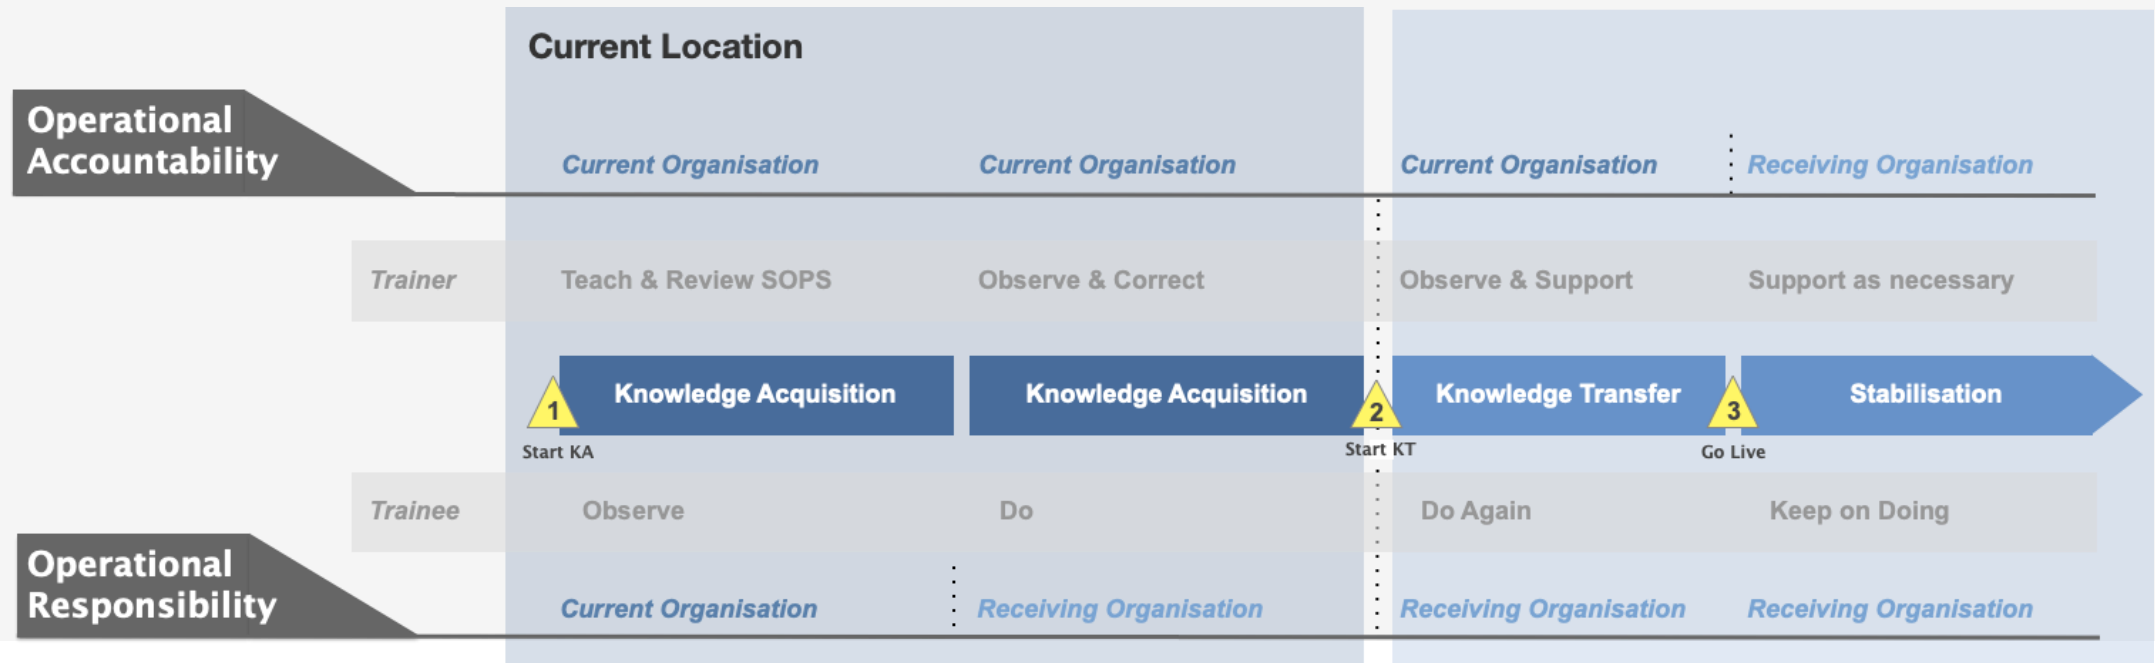 Current Location
Operational
Accountability
Current Organisation Current Organisation Current Organisation Receiving Organisation
Trainer Teach & Review SOPS Observe & Correct Observe & Support Support as necessary
Knowledge Acquisition Knowledge Acquisition Knowledge Transfer Stabilisation
1 2 3
Start KA Start KT Go Live
Trainee Observe Do Do Again Keep on Doing
Operational
Responsibility
Current Organisation Receiving Organisation Receiving Organisation Receiving Organisation